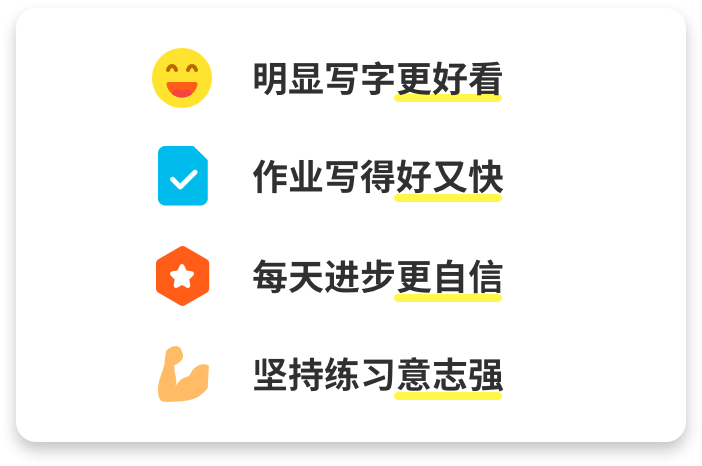 明显写字更好看
作业写得好又快
每天进步更自信
坚持练习意志强